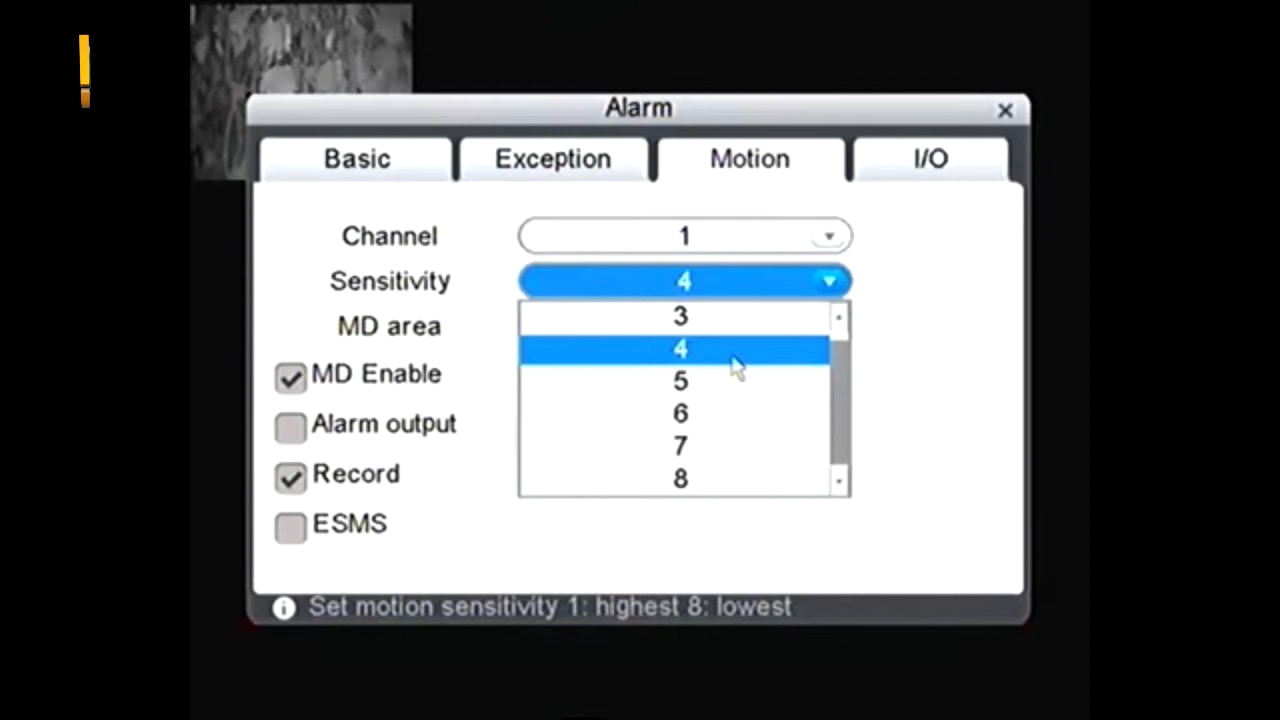 Alarm
Basic Exception Motion I/O
Channel 1
Sensitivity 4
3
MD area
4
MD Enable
5
6
Alarm output
7
Record
8
ESMS
Set motion sensitivity 1: highest 8: lowest